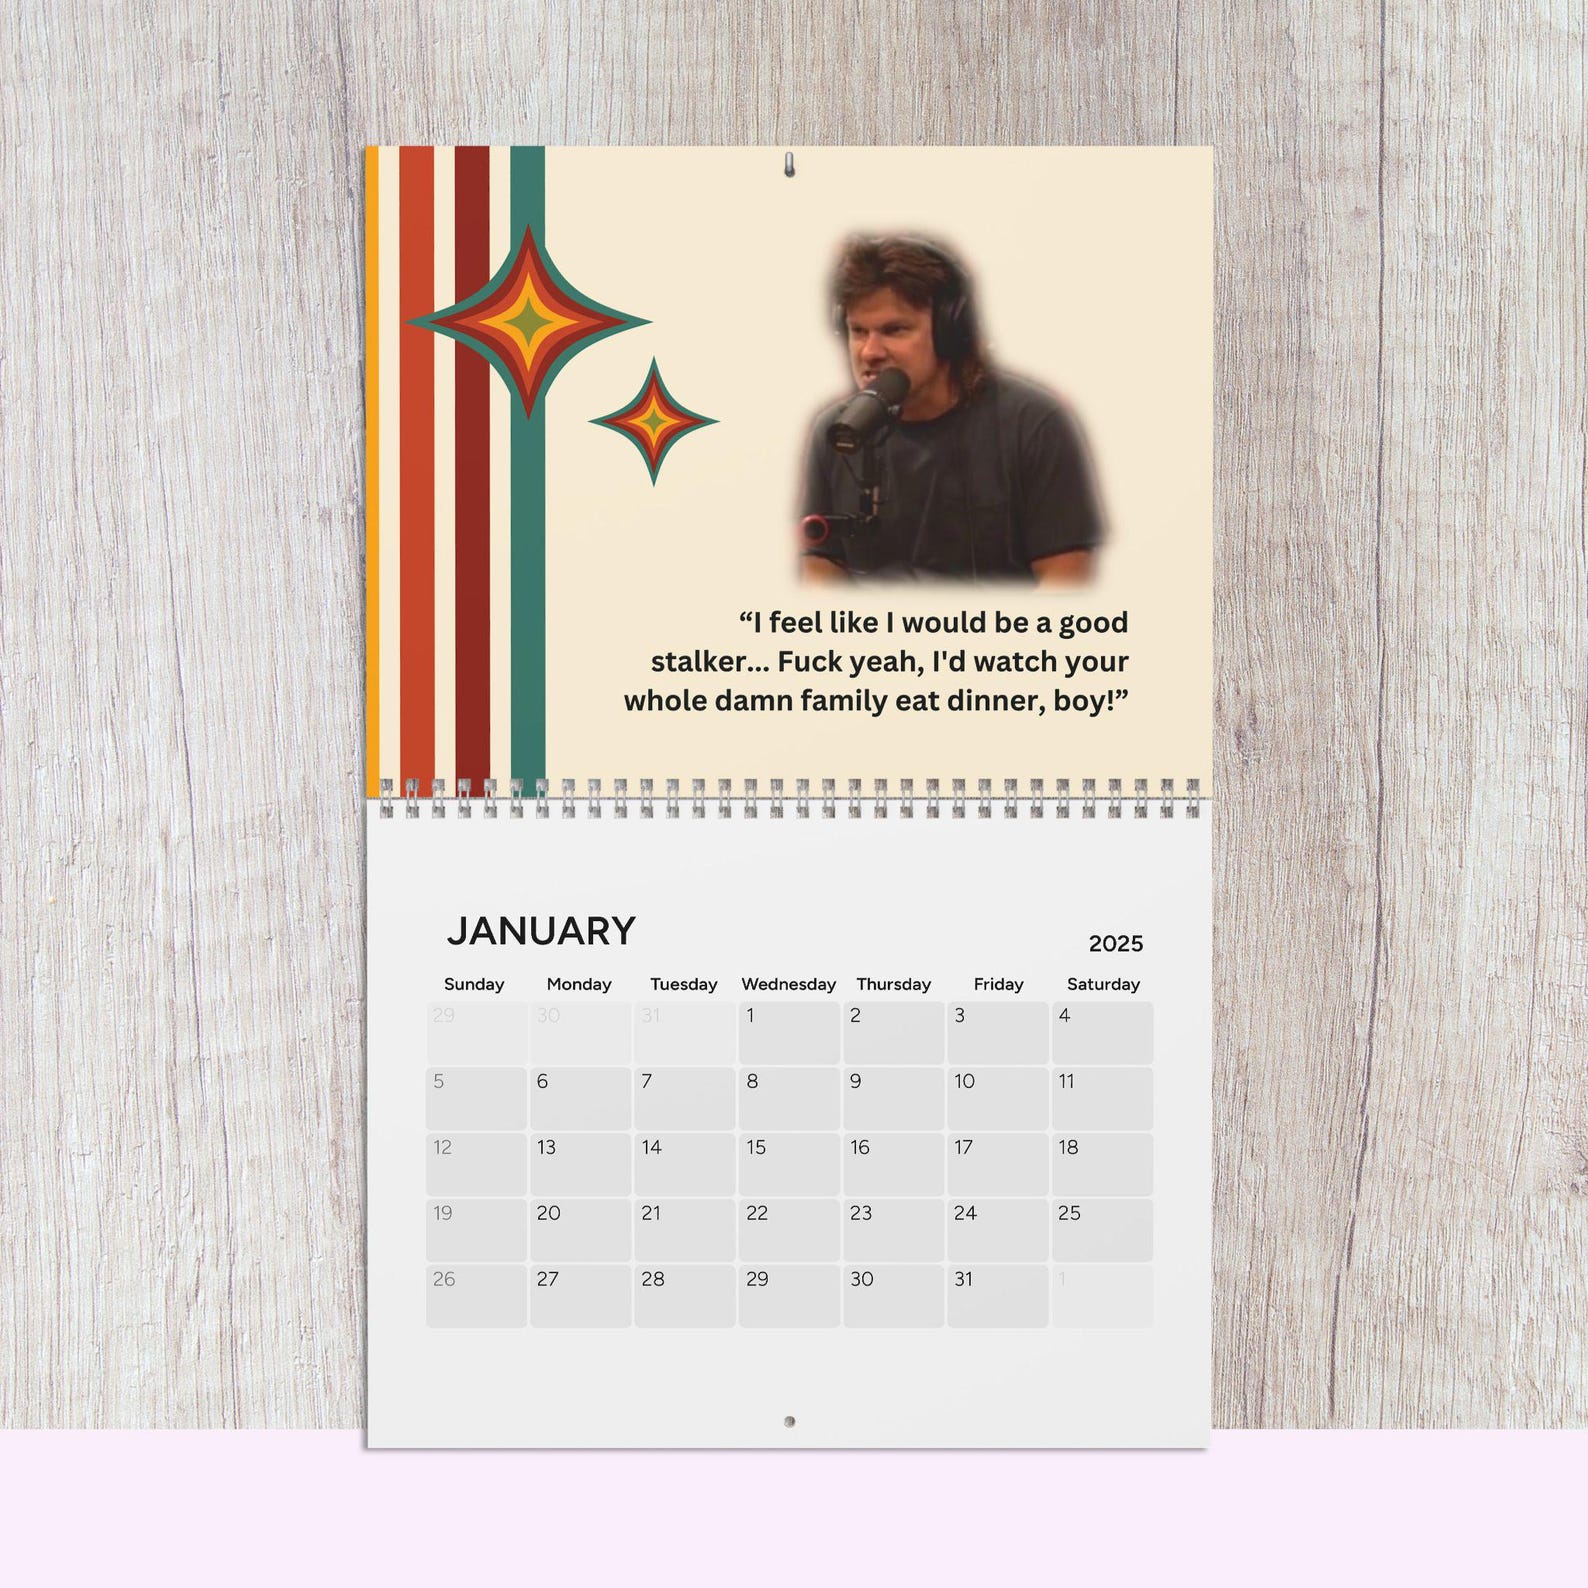 “I feel like I would be a good
stalker... Fuck yeah, I'd watch your
whole damn family eat dinner, boy!”
JANUARY
2025
Sunday Monday Tuesday Wednesday Thursday Friday Saturday
29 30 31 1 2 3 4
5 6 7 8 9 10 11
12 13 14 15 16 17 18
19 20 21 22 23 24 25
26 27 28 29 30 31 1